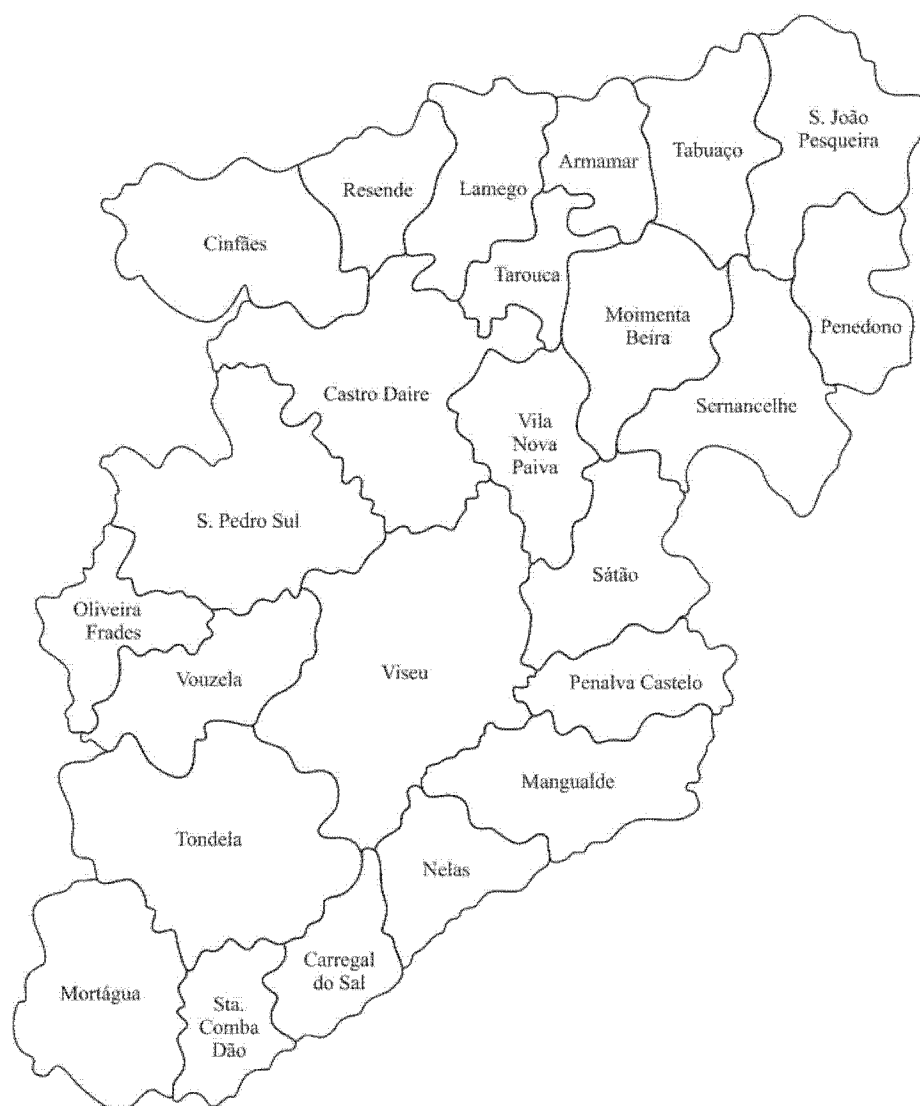 S. João
Pesqueira
Tabuaço
Armamar
Lamego
Resende
Cinfães
Tarouca
Moimenta
Beira
Penedono
Castro Daire
Sernancelhe
Vila
Nova
Paiva
S. Pedro Sul
Sátão
Oliveira
Frades
Vouzela
Viseu
Penalva Castelo
Mangualde
Tondela
Nelas
Carregal
do Sal
Mortágua
Sta.
Comba
Dão